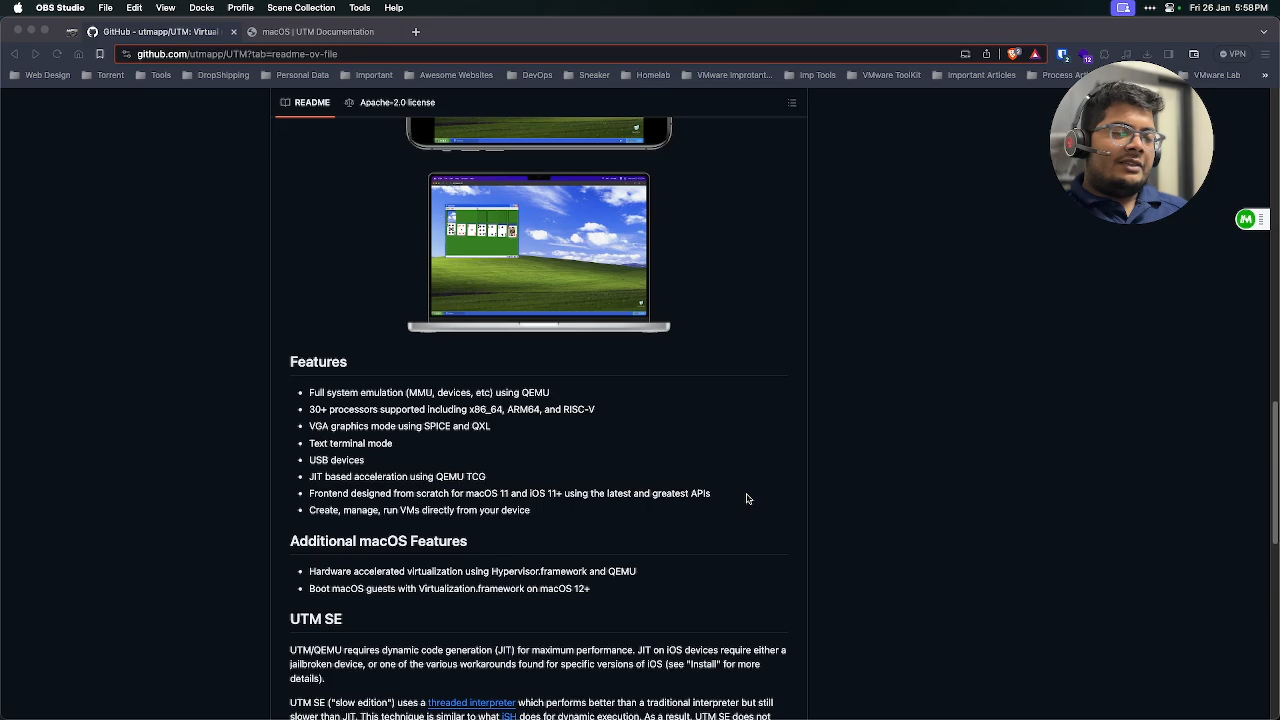 OBS Studio File Edit View Docks Profile Scene Collection Tools Help Fri 26 Jan 5:58PM
GitHub - utmapp/UTM: Virtual macOS | UTM Documentation
github.com/utmapp/UTM?tab=readme-ov-file 2 12 VPN
Web Design Torrent Tools DropShipping Personal Data Important Awesome Websites DevOps Sneaker Homelab VMware Improtant... Imp Tools VMware ToolKit Important Articles Process Arti VMware Lab »
README Apache-2.0 license
Features
• Full system emulation (MMU, devices, etc) using QEMU
• 30+ processors supported including x86_64, ARM64, and RISC-V
• VGA graphics mode using SPICE and QXL
• Text terminal mode
• USB devices
• JIT based acceleration using QEMU TCG
• Frontend designed from scratch for macOS 11 and iOS 11+ using the latest and greatest APIs
• Create, manage, run VMs directly from your device
Additional macOS Features
• Hardware accelerated virtualization using Hypervisor.framework and QEMU
• Boot macOS guests with Virtualization.framework on macOS 12+
UTM SE
UTM/QEMU requires dynamic code generation (JIT) for maximum performance. JIT on iOS devices require either a
jailbroken device, or one of the various workarounds found for specific versions of iOS (see "Install" for more
details).
UTM SE ("slow edition") uses a threaded interpreter which performs better than a traditional interpreter but still
slower than JIT. This technique is similar to what iSH does for dynamic execution. As a result, UTM SE does not